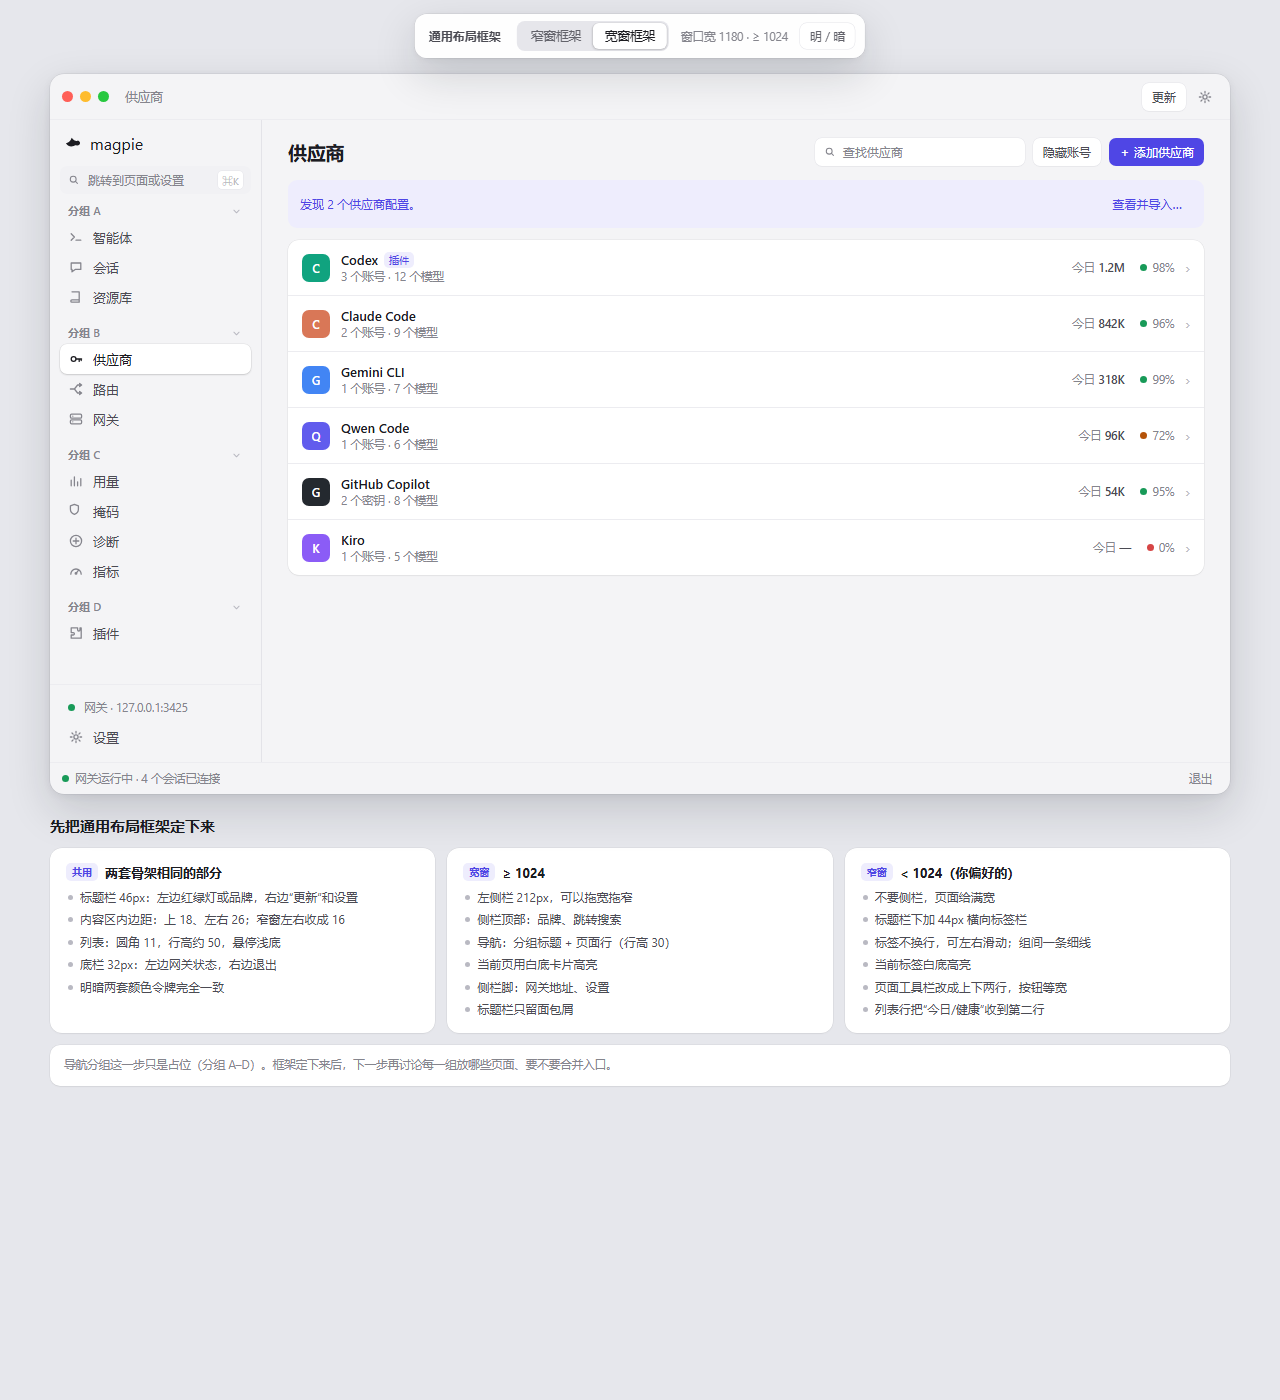 通用布局框架 窄窗框架 宽窗框架 窗口宽 1180 · ≥ 1024 明 / 暗
供应商 更新
magpie
跳转到页面或设置 ⌘K
分组 A
智能体
会话
资源库
分组 B
供应商
路由
网关
分组 C
用量
掩码
诊断
指标
分组 D
插件
网关 · 127.0.0.1:3425
设置
供应商 查找供应商 隐藏账号 + 添加供应商
发现 2 个供应商配置。 查看并导入...
C Codex 插件 今日 1.2M 98% ›
3 个账号 · 12 个模型
C Claude Code 今日 842K 96% ›
2 个账号 · 9 个模型
G Gemini CLI 今日 318K 99% ›
1 个账号 · 7 个模型
Q Qwen Code 今日 96K 72% ›
1 个账号 · 6 个模型
G GitHub Copilot 今日 54K 95% ›
2 个密钥 · 8 个模型
K Kiro 今日 — 0% ›
1 个账号 · 5 个模型
网关运行中 · 4 个会话已连接 退出
先把通用布局框架定下来
共用 两套骨架相同的部分
标题栏 46px：左边红绿灯或品牌，右边“更新”和设置
内容区内边距：上 18、左右 26；窄窗左右收成 16
列表：圆角 11，行高约 50，悬停浅底
底栏 32px：左边网关状态，右边退出
明暗两套颜色令牌完全一致
宽窗 ≥ 1024
左侧栏 212px，可以拖宽拖窄
侧栏顶部：品牌、跳转搜索
导航：分组标题 + 页面行（行高 30）
当前页用白底卡片高亮
侧栏脚：网关地址、设置
标题栏只留面包屑
窄窗 < 1024（你偏好的）
不要侧栏，页面给满宽
标题栏下加 44px 横向标签栏
标签不换行，可左右滑动；组间一条细线
当前标签白底高亮
页面工具栏改成上下两行，按钮等宽
列表行把“今日/健康”收到第二行
导航分组这一步只是占位（分组 A–D）。框架定下来后，下一步再讨论每一组放哪些页面、要不要合并入口。